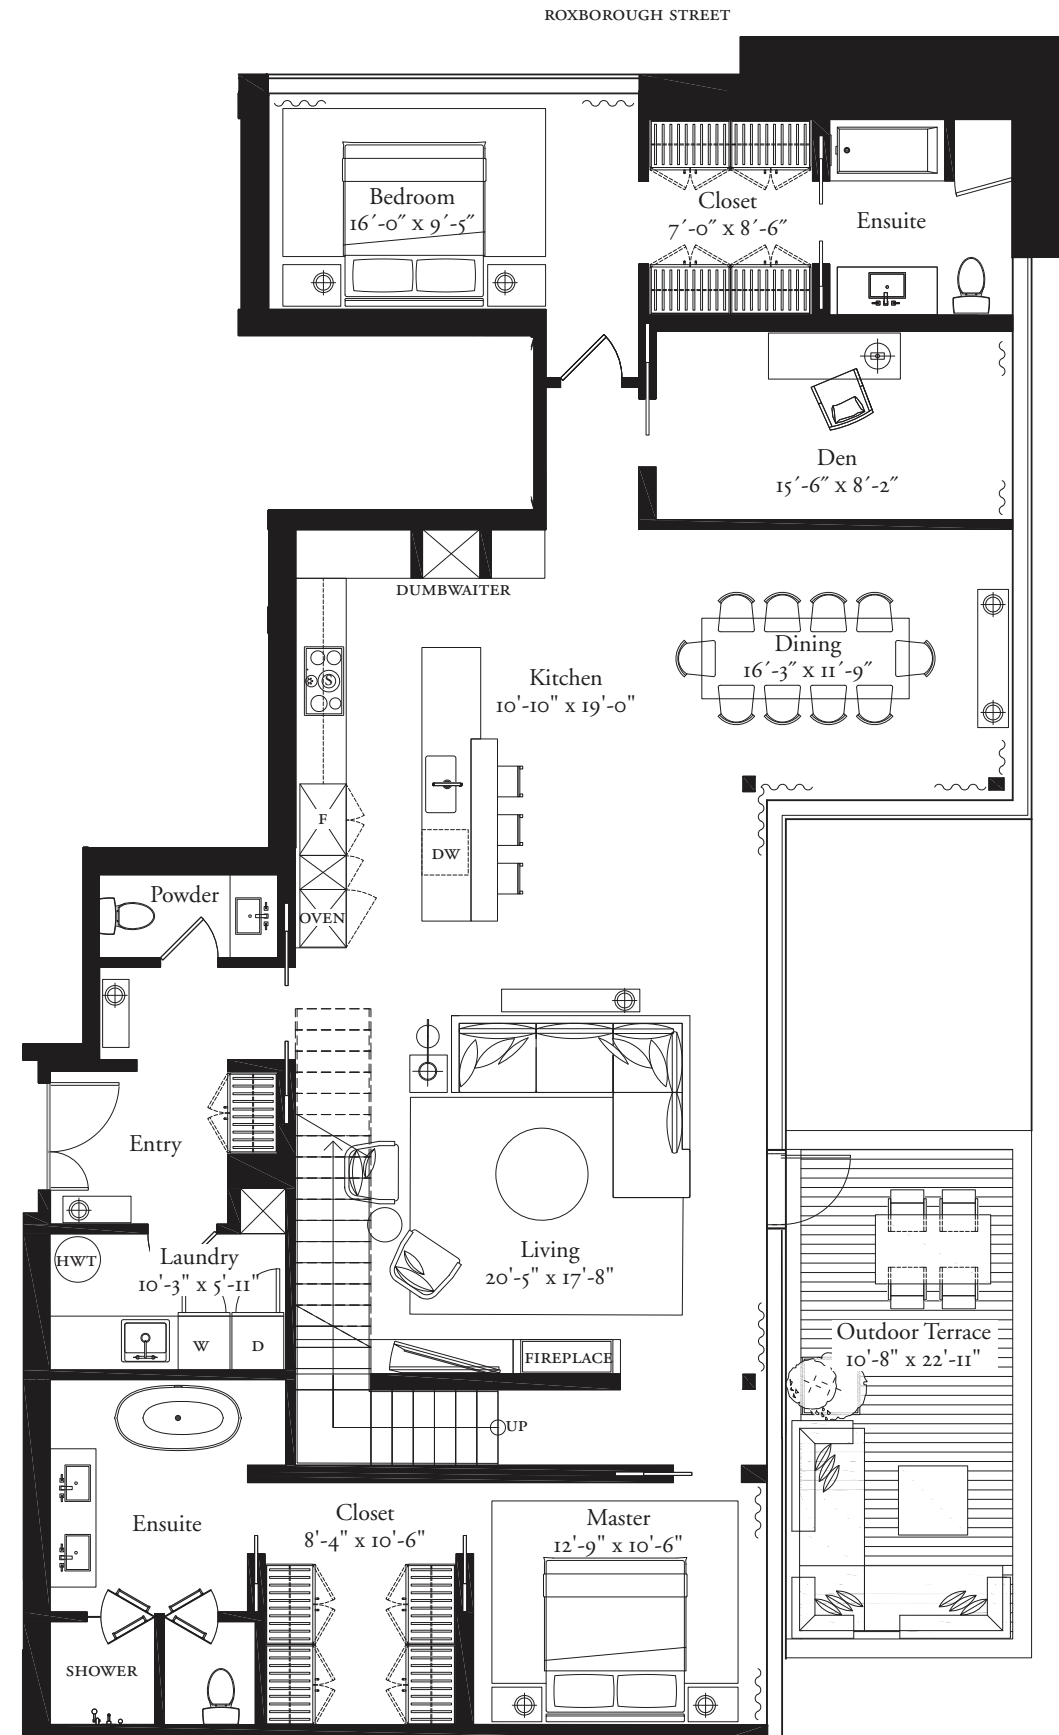 ROXBOROUGH STREET
Bedroom
16′-0″ x 9′-5″
Closet
7′-0″ x 8′-6″
Ensuite
Den
15′-6″ x 8′-2″
DUMBWAITER
Dining
16′-3″ x 11′-9″
Kitchen
10'-10" x 19'-0"
S
F
DW
OVEN
Powder
Entry
Living
20'-5" x 17'-8"
HWT
Laundry
10'-3" x 5'-11"
W
D
FIREPLACE
Outdoor Terrace
10'-8" x 22'-11"
UP
Ensuite
Closet
8'-4" x 10'-6"
Master
12'-9" x 10'-6"
SHOWER